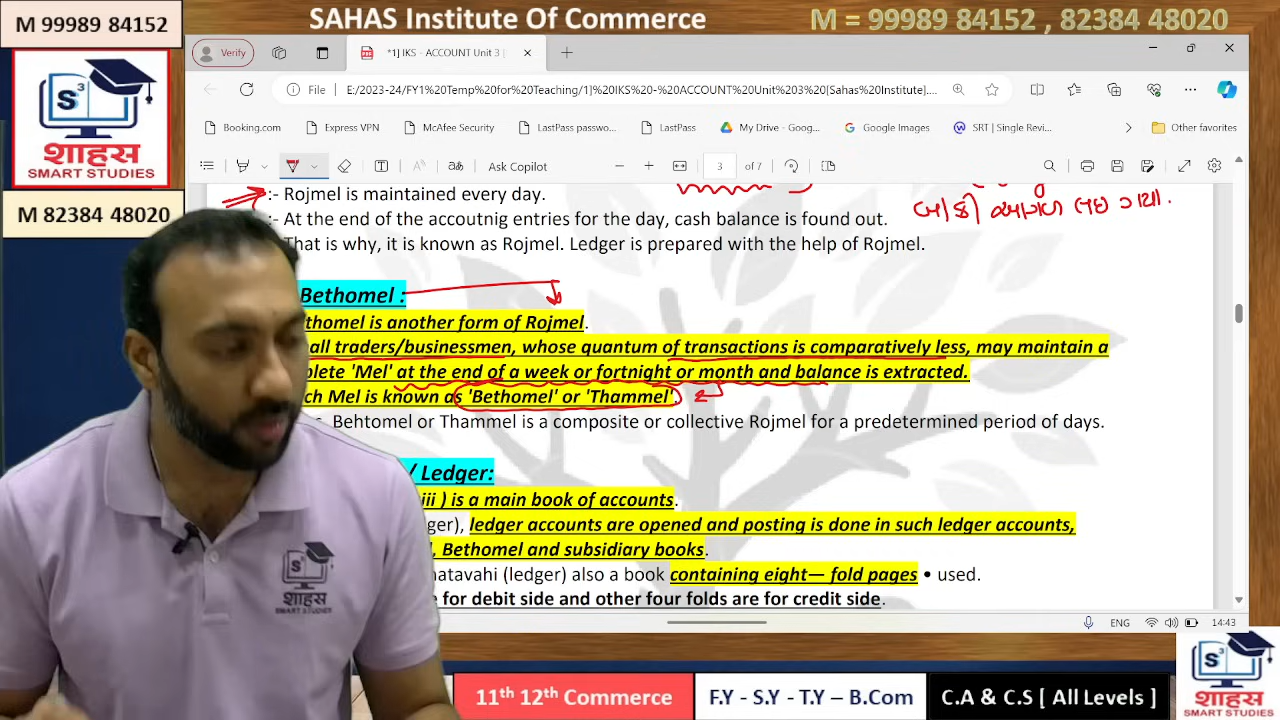 SAHAS Institute Of Commerce
M = 99989 84152 , 82384 48020
M 99989 84152
S³
शाहस
SMART STUDIES
M 82384 48020
Verify
*1] IKS - ACCOUNT Unit 3 [
File
E:/2023-24/FY1%20Temp%20for%20Teaching/1]%20IKS%20-%20ACCOUNT%20Unit%203%20[Sahas%20Institute]....
Booking.com
Express VPN
McAfee Security
LastPass passwo...
LastPass
My Drive - Goog...
Google Images
SRT | Single Revi...
Other favorites
Ask Copilot
3 of 7
:- Rojmel is maintained every day.
:- At the end of the accoutnig entries for the day, cash balance is found out.
That is why, it is known as Rojmel. Ledger is prepared with the help of Rojmel.
Bethomel :
thomel is another form of Rojmel.
all traders/businessmen, whose quantum of transactions is comparatively less, may maintain a
plete 'Mel' at the end of a week or fortnight or month and balance is extracted.
ch Mel is known as 'Bethomel' or 'Thammel'.
Behtomel or Thammel is a composite or collective Rojmel for a predetermined period of days.
/ Ledger:
iii ) is a main book of accounts.
ger), ledger accounts are opened and posting is done in such ledger accounts,
, Bethomel and subsidiary books.
hatavahi (ledger) also a book containing eight— fold pages • used.
e for debit side and other four folds are for credit side.
ENG
14:43
शाहस
SMART STUDIES
11th 12th Commerce
F.Y - S.Y - T.Y – B.Com
C.A & C.S [ All Levels ]
S³
शाहस
SMART STUDIES